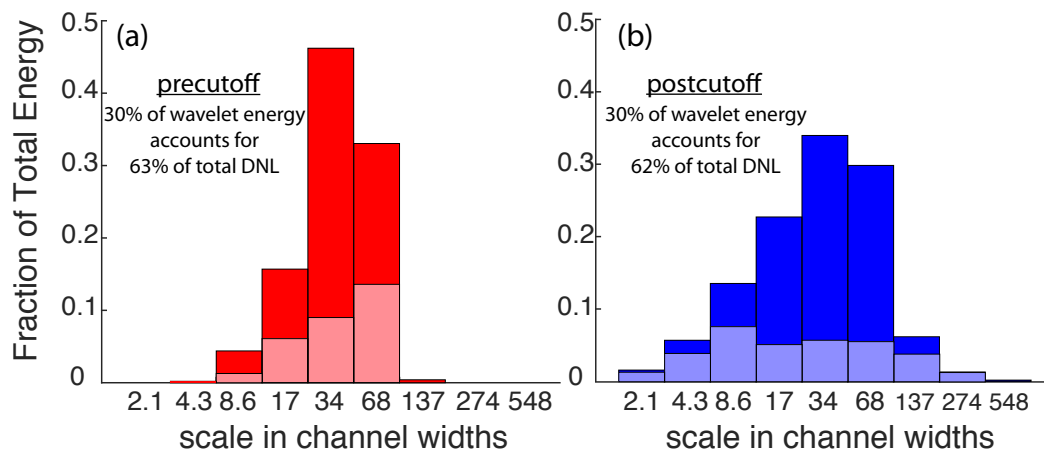 Fraction of Total Energy
0.5
0.4
0.3
0.2
0.1
0
(a)
precutoff
30% of wavelet energy
accounts for
63% of total DNL
2.1 4.3 8.6 17 34 68 137 274 548
scale in channel widths
0.5
0.4
0.3
0.2
0.1
0
(b)
postcutoff
30% of wavelet energy
accounts for
62% of total DNL
2.1 4.3 8.6 17 34 68 137 274 548
scale in channel widths